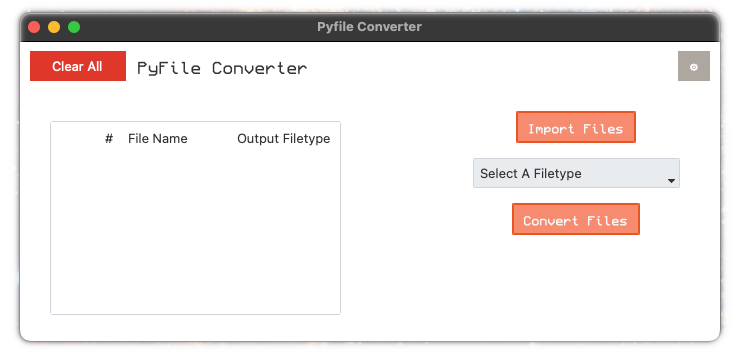 Pyfile Converter
Clear All
PyFile Converter
# File Name Output Filetype
Import Files
Select A Filetype
Convert Files